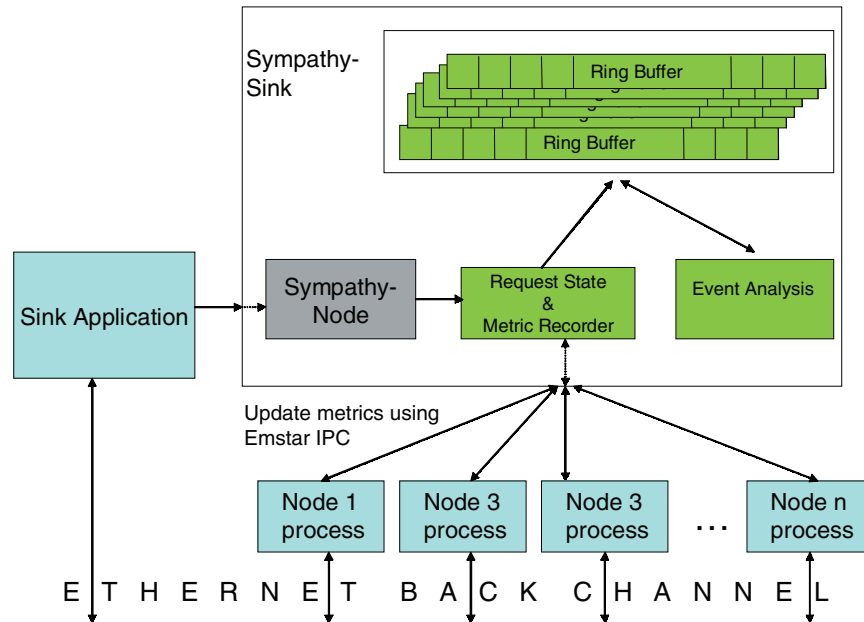 Sympathy-
Sink
Ring Buffer
Ring Buffer
Sink Application
Sympathy-
Node
Request State
&
Metric Recorder
Event Analysis
Update metrics using
Emstar IPC
Node 1
process
Node 3
process
Node 3
process
...
Node n
process
E T H E R N E T B A C K C H A N N E L